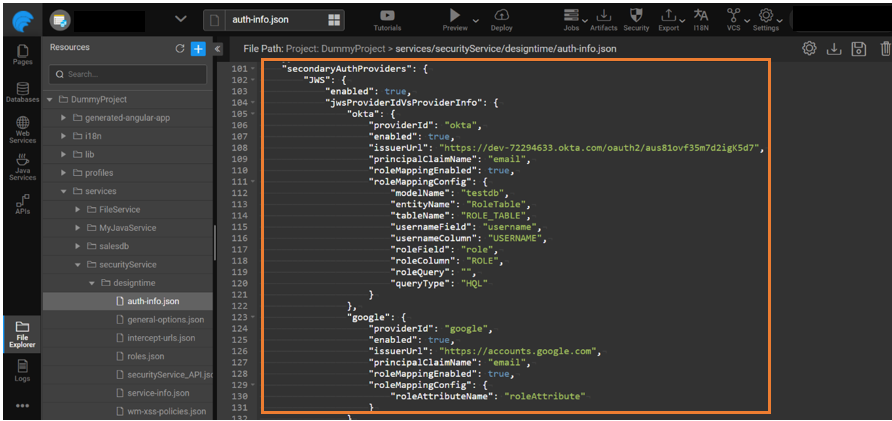 auth-info.json
Tutorials
Preview
Deploy
Jobs
Artifacts
Security
Export
I18N
VCS
Settings
Pages
Databases
Web
Services
Java
Services
APIs
File
Explorer
Logs
Resources
Search...
DummyProject
generated-angular-app
i18n
lib
profiles
services
FileService
MyJavaService
salesdb
securityService
designtime
auth-info.json
general-options.json
intercept-urls.json
roles.json
securityService_API.jso
service-info.json
wm-xss-policies.json
File Path: Project: DummyProject > services/securityService/designtime/auth-info.json
101 "secondaryAuthProviders": {
102 "JWS": {
103 "enabled": true,
104 "jwsProviderIdVsProviderInfo": {
105 "okta": {
106 "providerId": "okta",
107 "enabled": true,
108 "issuerUrl": "https://dev-72294633.okta.com/oauth2/aus81ovf35m7d2igK5d7",
109 "principalClaimName": "email",
110 "roleMappingEnabled": true,
111 "roleMappingConfig": {
112 "modelName": "testdb",
113 "entityName": "RoleTable",
114 "tableName": "ROLE_TABLE",
115 "usernameField": "username",
116 "usernameColumn": "USERNAME",
117 "roleField": "role",
118 "roleColumn": "ROLE",
119 "roleQuery": "",
120 "queryType": "HQL"
121 }
122 },
123 "google": {
124 "providerId": "google",
125 "enabled": true,
126 "issuerUrl": "https://accounts.google.com",
127 "principalClaimName": "email",
128 "roleMappingEnabled": true,
129 "roleMappingConfig": {
130 "roleAttributeName": "roleAttribute"
131 }
132 }